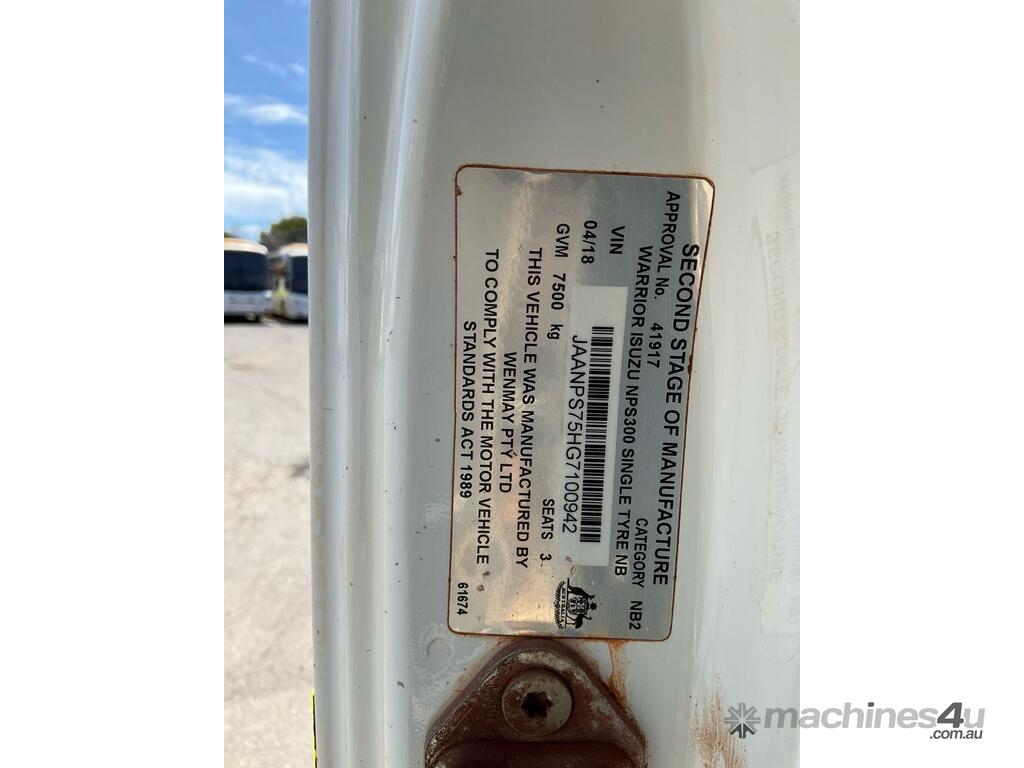 SECOND STAGE OF MANUFACTURE
APPROVAL No. 41917 CATEGORY NB2
WARRIOR ISUZU NPS300 SINGLE TYRE NB
VIN JAANPS75HG7100942
04/18
GVM 7500 kg SEATS 3
THIS VEHICLE WAS MANUFACTURED BY
WENMAY PTY LTD
TO COMPLY WITH THE MOTOR VEHICLE
STANDARDS ACT 1989
61674
AUSTRALIA
machines4u
.com.au